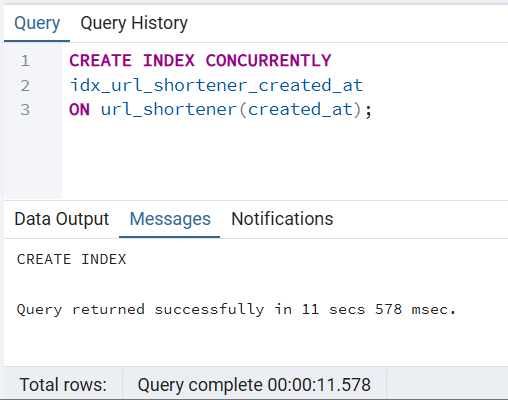 Query Query History
1 CREATE INDEX CONCURRENTLY
2 idx_url_shortener_created_at
3 ON url_shortener(created_at);
Data Output Messages Notifications
CREATE INDEX
Query returned successfully in 11 secs 578 msec.
Total rows: Query complete 00:00:11.578